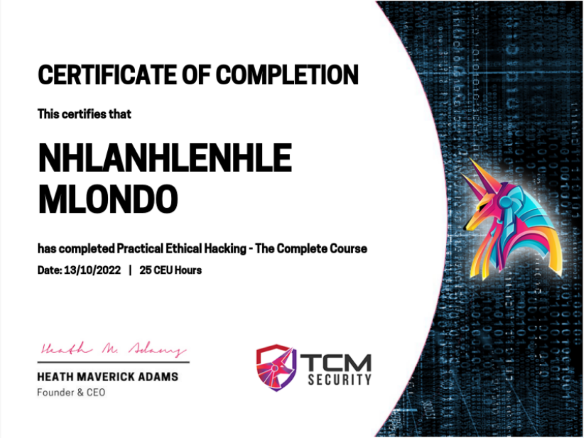 CERTIFICATE OF COMPLETION
This certifies that
NHLANHLENHLE
MLONDO
has completed Practical Ethical Hacking - The Complete Course
Date: 13/10/2022 | 25 CEU Hours
Heath M. Adams
HEATH MAVERICK ADAMS
Founder & CEO
TCM
SECURITY